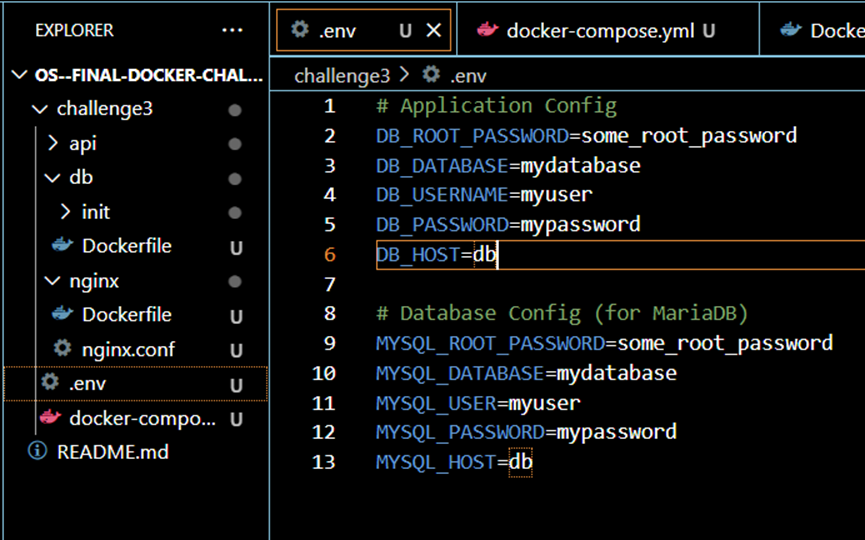 EXPLORER ...
OS--FINAL-DOCKER-CHAL...
challenge3
api
db
init
Dockerfile U
nginx
Dockerfile U
nginx.conf U
.env U
docker-compo... U
README.md
.env U
docker-compose.yml U
Docke
challenge3 > .env
1 # Application Config
2 DB_ROOT_PASSWORD=some_root_password
3 DB_DATABASE=mydatabase
4 DB_USERNAME=myuser
5 DB_PASSWORD=mypassword
6 DB_HOST=db
7
8 # Database Config (for MariaDB)
9 MYSQL_ROOT_PASSWORD=some_root_password
10 MYSQL_DATABASE=mydatabase
11 MYSQL_USER=myuser
12 MYSQL_PASSWORD=mypassword
13 MYSQL_HOST=db